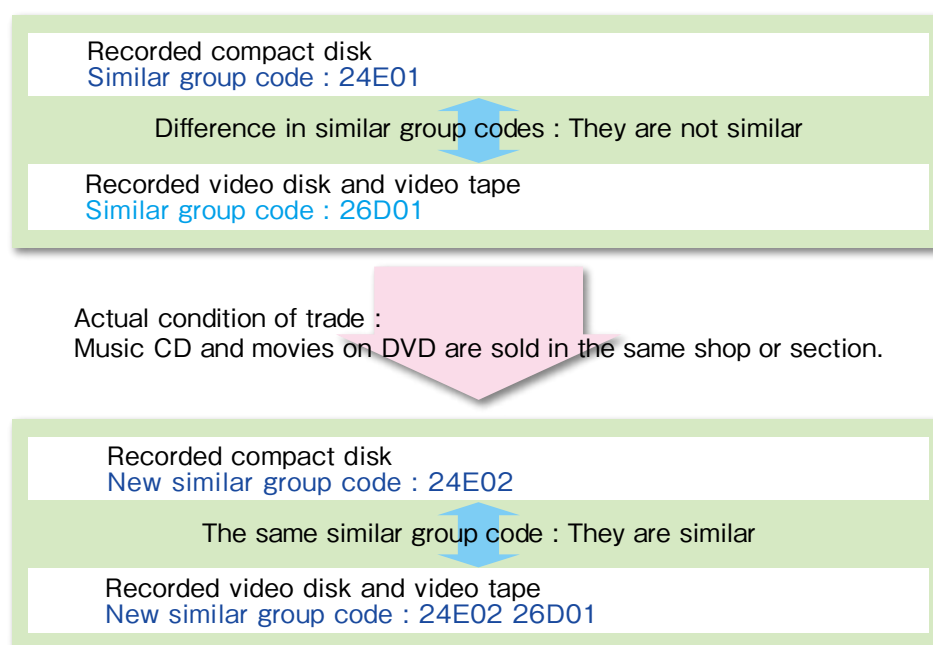 Recorded compact disk
Similar group code : 24E01
Difference in similar group codes : They are not similar
Recorded video disk and video tape
Similar group code : 26D01
Actual condition of trade :
Music CD and movies on DVD are sold in the same shop or section.
Recorded compact disk
New similar group code : 24E02
The same similar group code : They are similar
Recorded video disk and video tape
New similar group code : 24E02 26D01